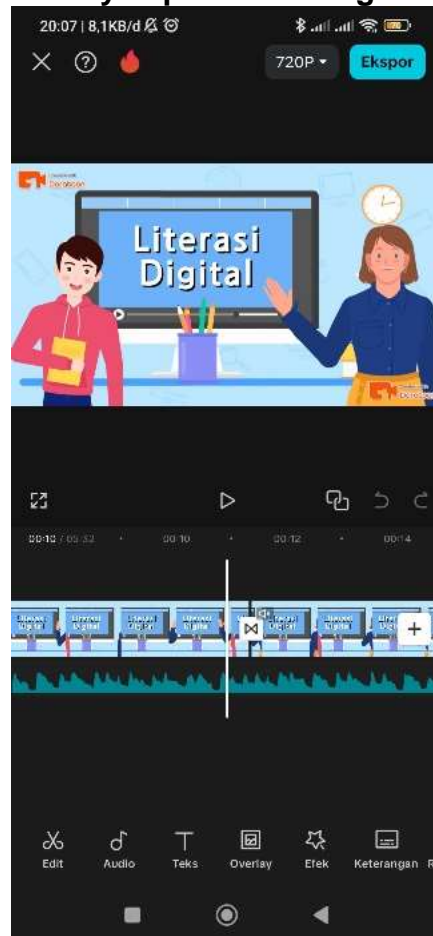 20:07 | 8,1KB/d
720P
Ekspor
Literasi
Digital
00:10 / 05:32
00:10
00:12
00:14
Edit
Audio
Teks
Overlay
Efek
Keterangan